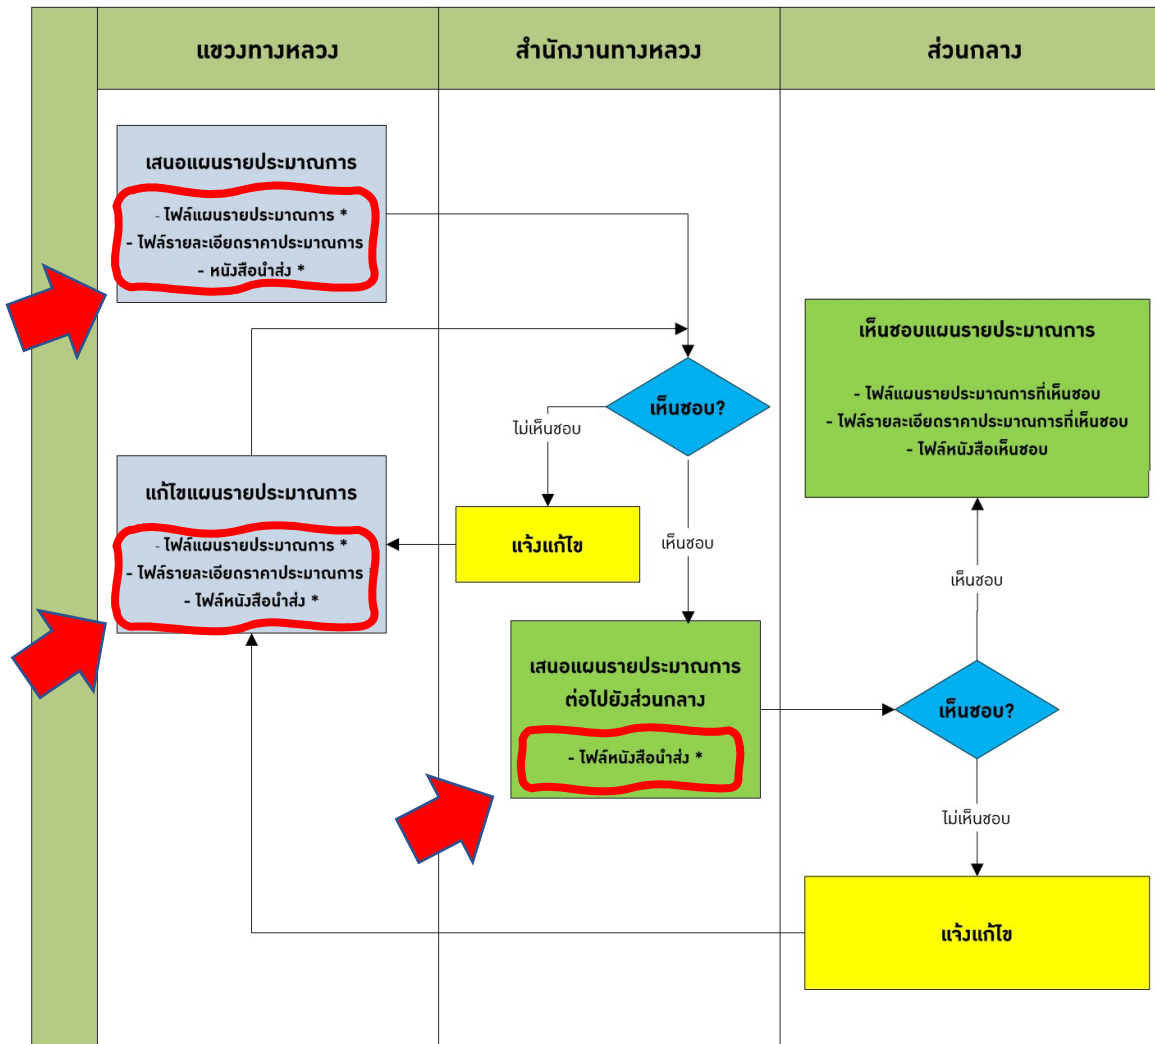 แขวงทางหลวง
สำนักงานทางหลวง
ส่วนกลาง
เสนอแผนรายประมาณการ
- ไฟล์แผนรายประมาณการ *
- ไฟล์รายละเอียดราคาประมาณการ
- หนังสือนำส่ง *
เห็นชอบแผนรายประมาณการ
- ไฟล์แผนรายประมาณการที่เห็นชอบ
- ไฟล์รายละเอียดราคาประมาณการที่เห็นชอบ
- ไฟล์หนังสือเห็นชอบ
เห็นชอบ?
ไม่เห็นชอบ
แก้ไขแผนรายประมาณการ
- ไฟล์แผนรายประมาณการ *
- ไฟล์รายละเอียดราคาประมาณการ
- ไฟล์หนังสือนำส่ง *
แจ้งแก้ไข
เห็นชอบ
เห็นชอบ
เสนอแผนรายประมาณการ
ต่อไปยังส่วนกลาง
- ไฟล์หนังสือนำส่ง *
เห็นชอบ?
ไม่เห็นชอบ
แจ้งแก้ไข